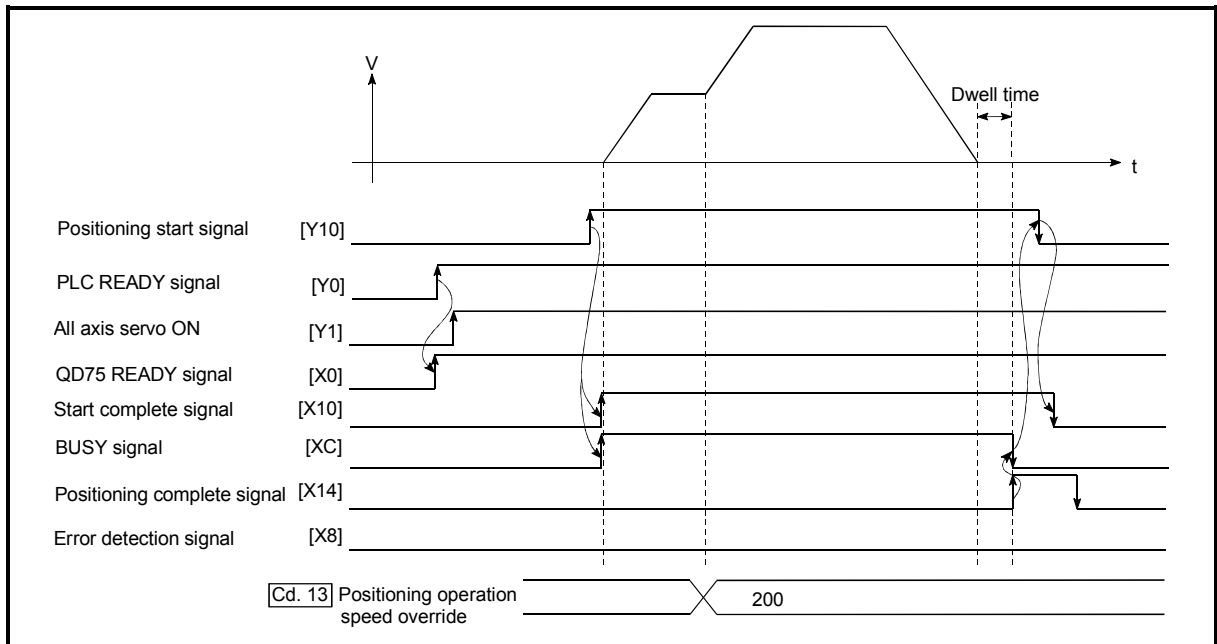 V
Dwell time
t
Positioning start signal [Y10]
PLC READY signal [Y0]
All axis servo ON [Y1]
QD75 READY signal [X0]
Start complete signal [X10]
BUSY signal [XC]
Positioning complete signal [X14]
Error detection signal [X8]
Cd. 13 Positioning operation
speed override
200